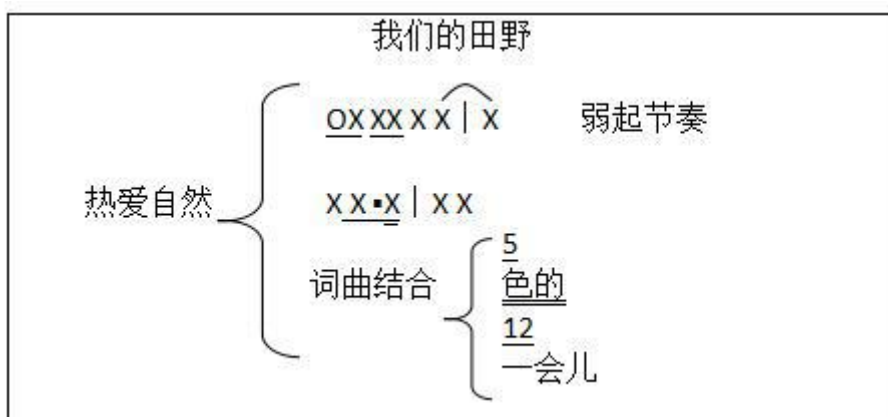 我们的田野
OX XX X X | X 弱起节奏
热爱自然
X X·X | X X
词曲结合
5
色的
12
一会儿